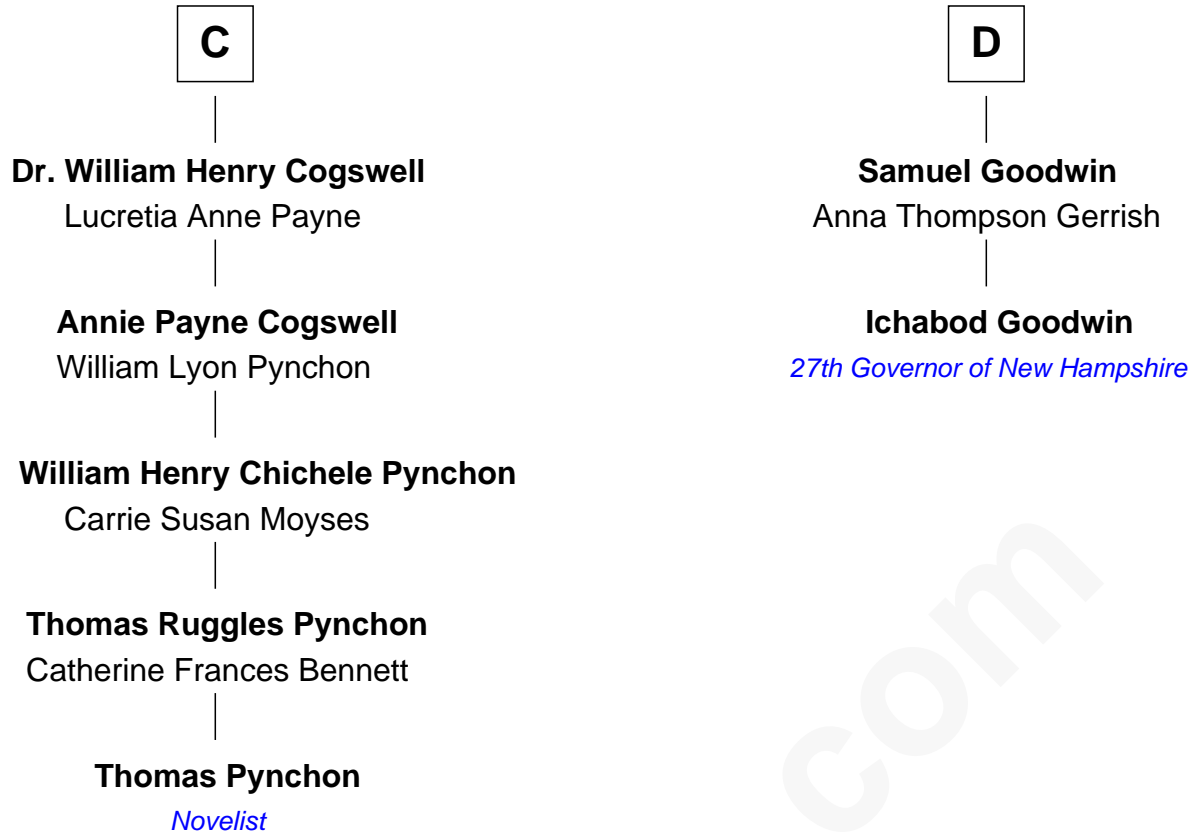 C
Dr. William Henry Cogswell
Lucretia Anne Payne
Annie Payne Cogswell
William Lyon Pynchon
William Henry Chichele Pynchon
Carrie Susan Moyses
Thomas Ruggles Pynchon
Catherine Frances Bennett
Thomas Pynchon
Novelist
D
Samuel Goodwin
Anna Thompson Gerrish
Ichabod Goodwin
27th Governor of New Hampshire
com